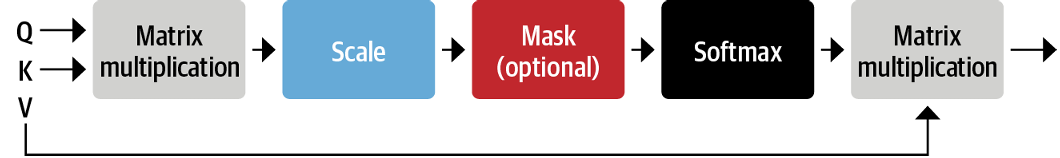 Q
K
V
Matrix
multiplication
Scale
Mask
(optional)
Softmax
Matrix
multiplication